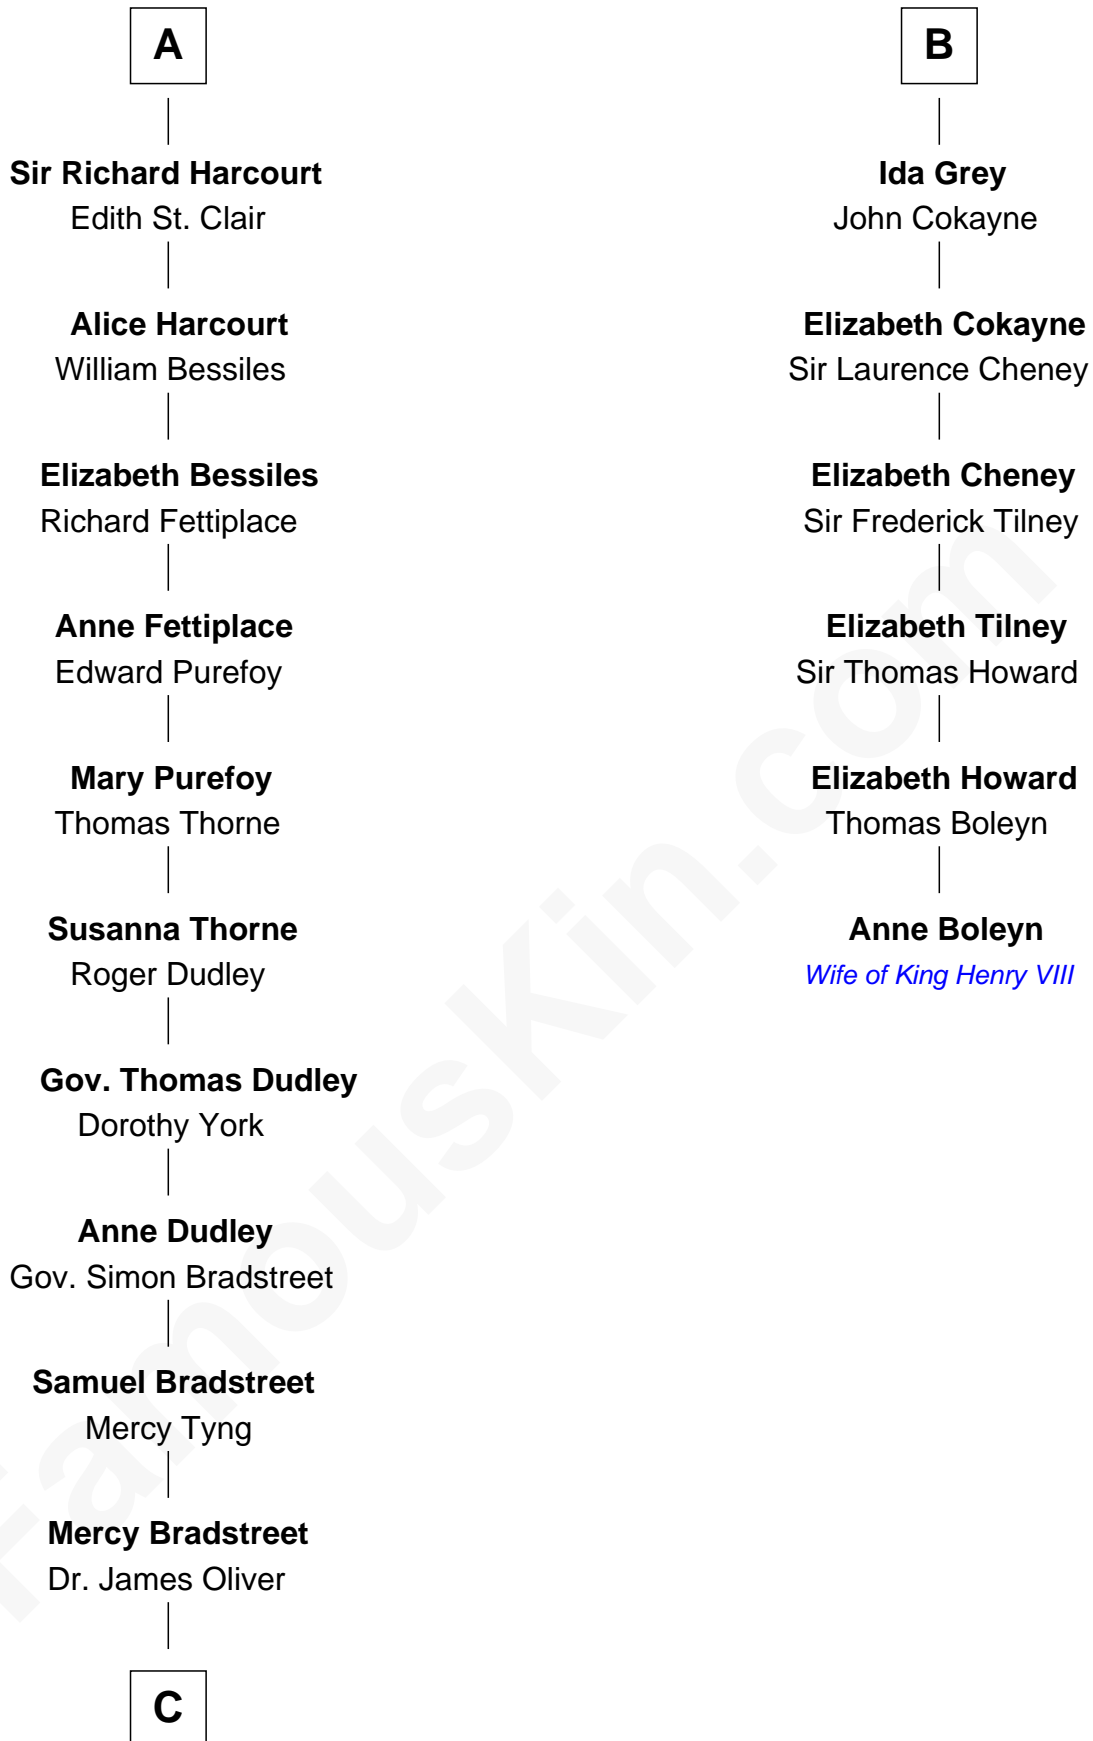 A
Sir Richard Harcourt
Edith St. Clair
Alice Harcourt
William Bessiles
Elizabeth Bessiles
Richard Fettiplace
Anne Fettiplace
Edward Purefoy
Mary Purefoy
Thomas Thorne
Susanna Thorne
Roger Dudley
Gov. Thomas Dudley
Dorothy York
Anne Dudley
Gov. Simon Bradstreet
Samuel Bradstreet
Mercy Tyng
Mercy Bradstreet
Dr. James Oliver
C
B
Ida Grey
John Cokayne
Elizabeth Cokayne
Sir Laurence Cheney
Elizabeth Cheney
Sir Frederick Tilney
Elizabeth Tilney
Sir Thomas Howard
Elizabeth Howard
Thomas Boleyn
Anne Boleyn
Wife of King Henry VIII
FamousKin.com